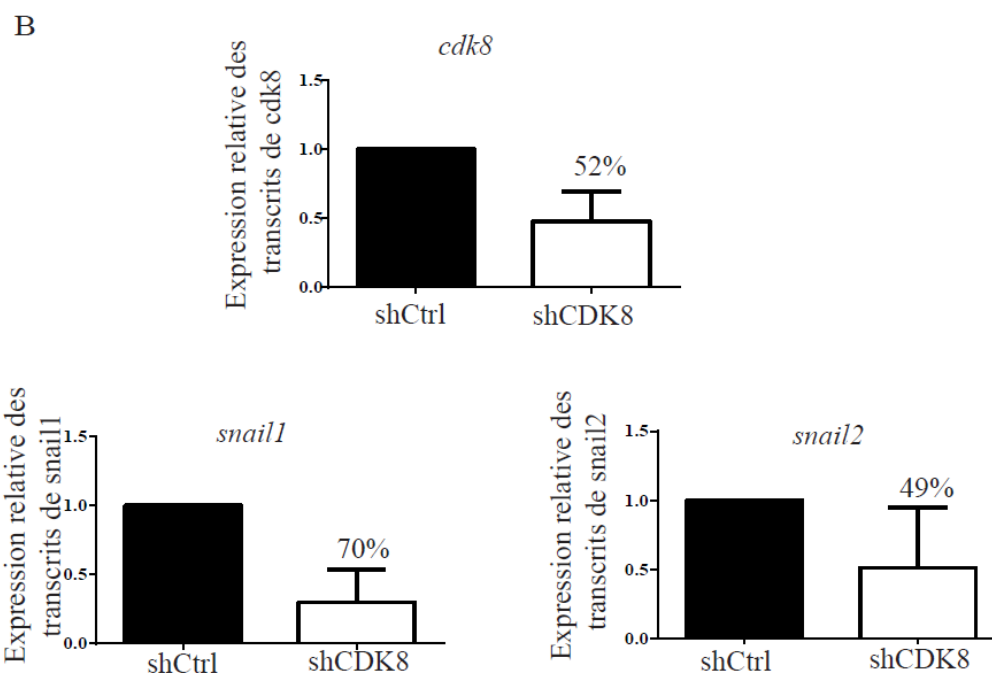 B
cdk8
Expression relative des
transcrits de cdk8
1.5
1.0
0.5
0.0
52%
shCtrl
shCDK8
snail1
Expression relative des
transcrits de snail1
1.5
1.0
0.5
0.0
70%
shCtrl
shCDK8
snail2
Expression relative des
transcrits de snail2
1.5
1.0
0.5
0.0
49%
shCtrl
shCDK8